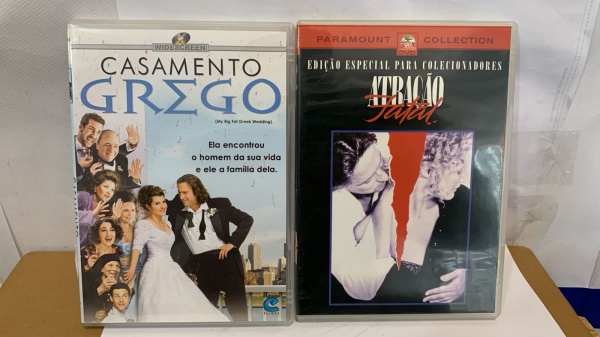 WIDESCREEN
CASAMENTO
GREGO
(My Big Fat Greek Wedding)
Ela encontrou
o homem da sua vida
e ele a família dela.
PARAMOUNT COLLECTION
EDIÇÃO ESPECIAL PARA COLECIONADORES
ATRAÇÃO
Fatal